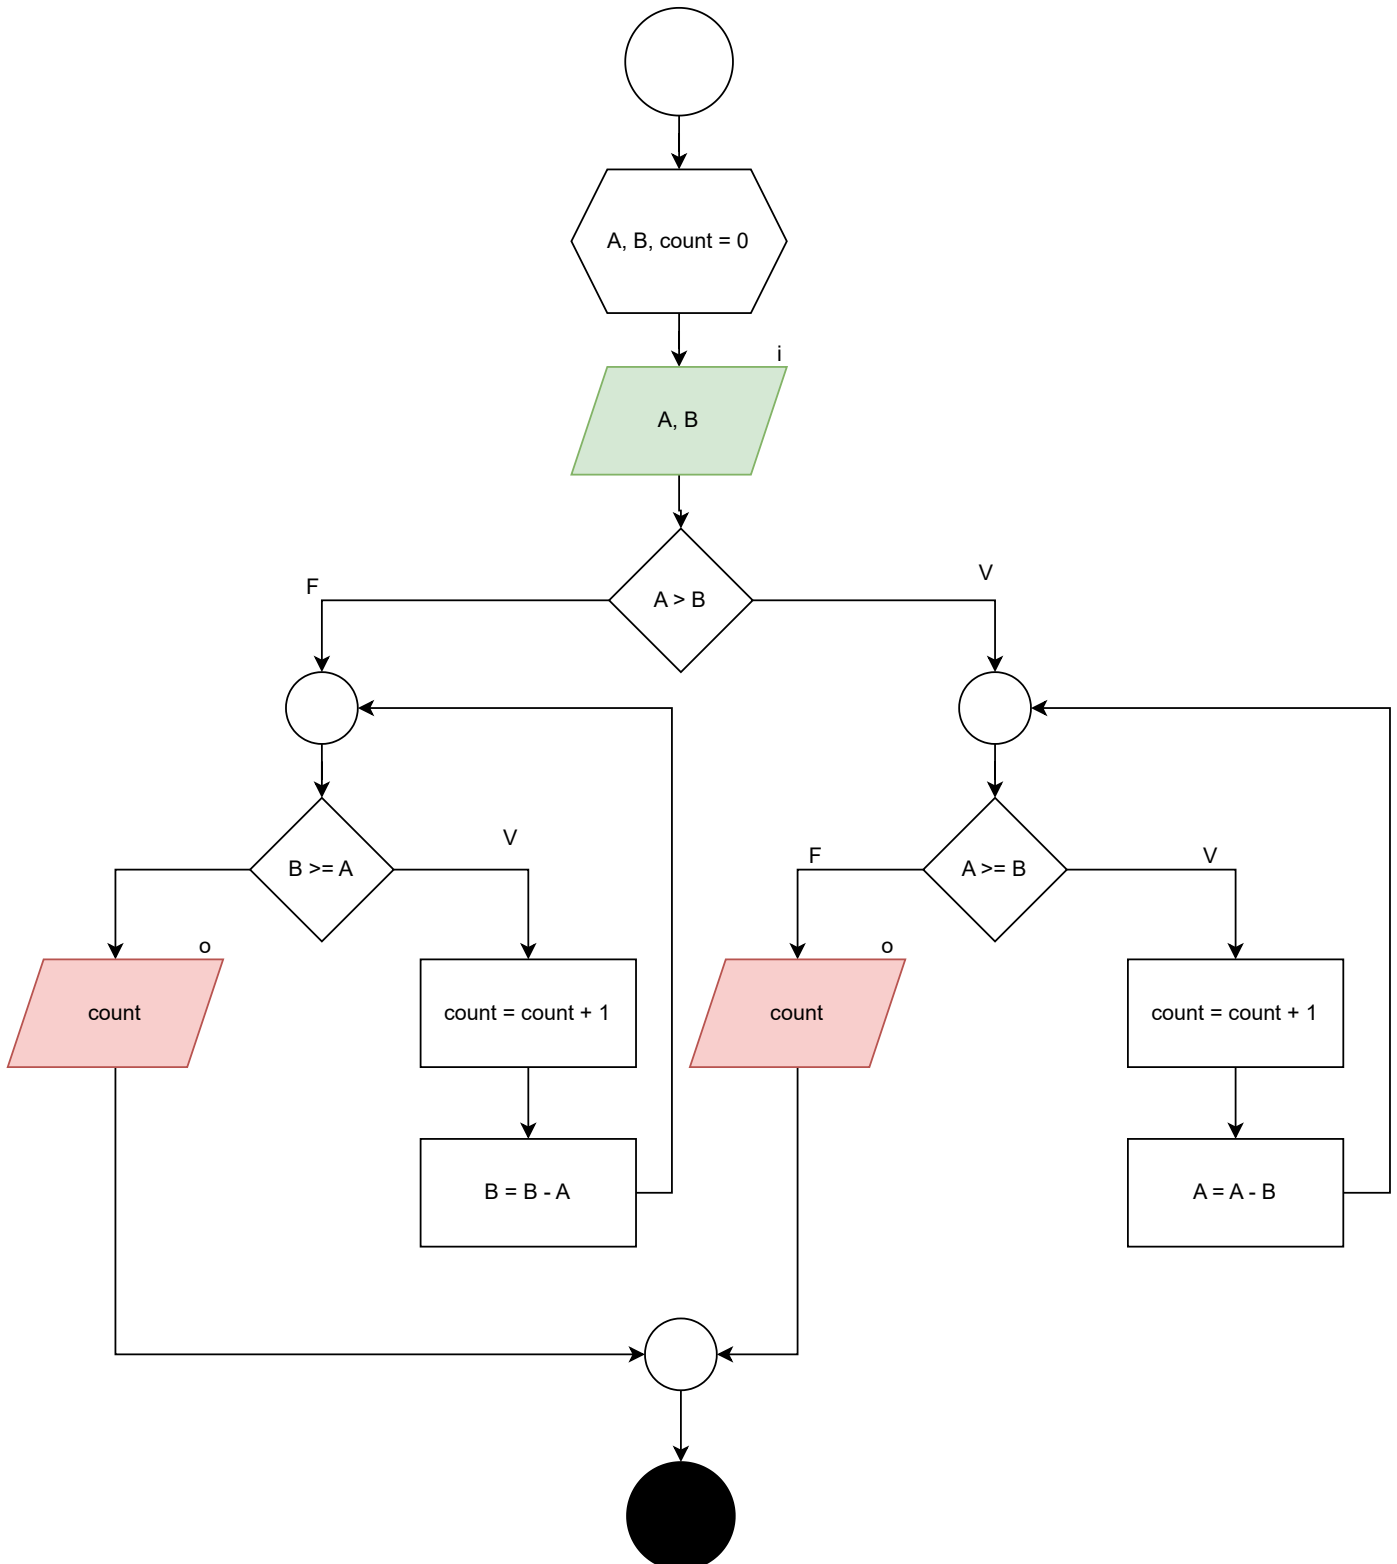 A, B, count = 0
i
A, B
A > B
F
V
B >= A
V
A >= B
F
V
o
count
count = count + 1
o
count
count = count + 1
B = B - A
A = A - B